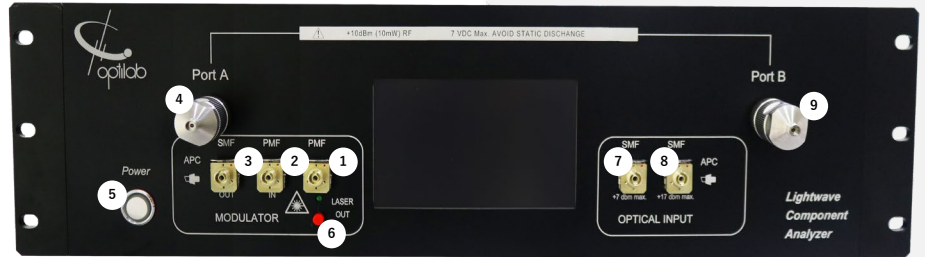 +10dBm (10mW) RF 7 VDC Max. AVOID STATIC DISCHARGE
optilab
Port A
Port B
4
9
SMF PMF PMF
3 2 1
SMF SMF
7 8
APC
APC
Power
5
OUT IN
LASER
OUT
MODULATOR
6
+7 dbm max. +17 dbm max.
OPTICAL INPUT
Lightwave
Component
Analyzer